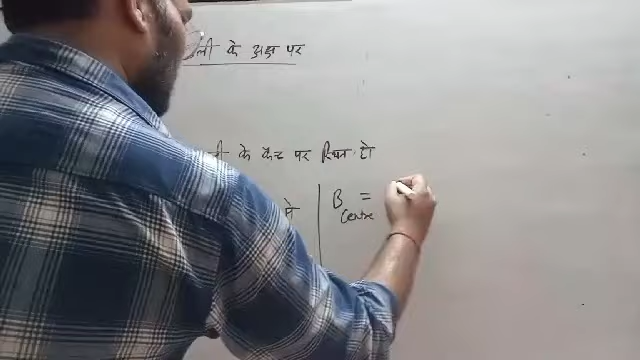 के अक्ष पर
के केन्द्र पर स्थित हो
में
B =
Centre